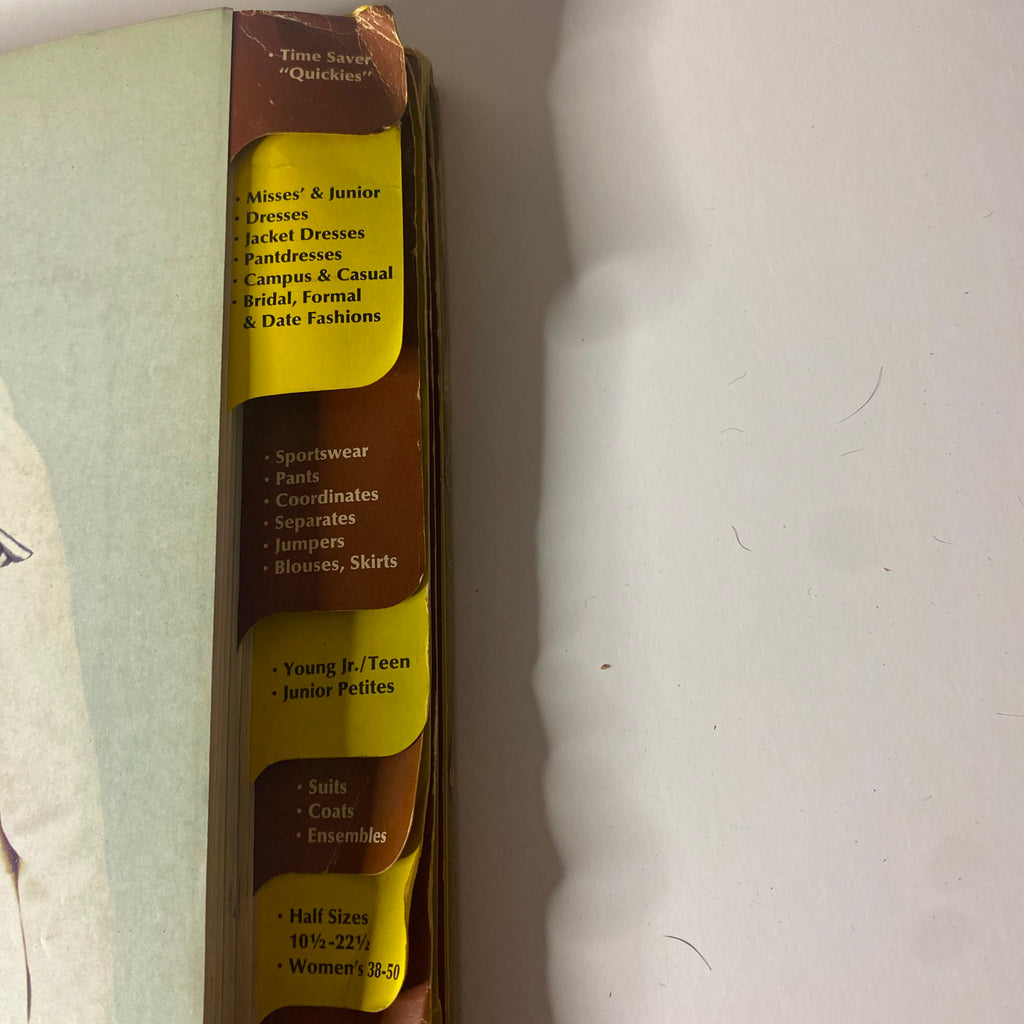 • Time Saver
"Quickies"
• Misses' & Junior
• Dresses
• Jacket Dresses
• Pantdresses
• Campus & Casual
• Bridal, Formal
& Date Fashions
• Sportswear
• Pants
• Coordinates
• Separates
• Jumpers
• Blouses, Skirts
• Young Jr./Teen
• Junior Petites
• Suits
• Coats
• Ensembles
• Half Sizes
10½-22½
• Women's 38-50